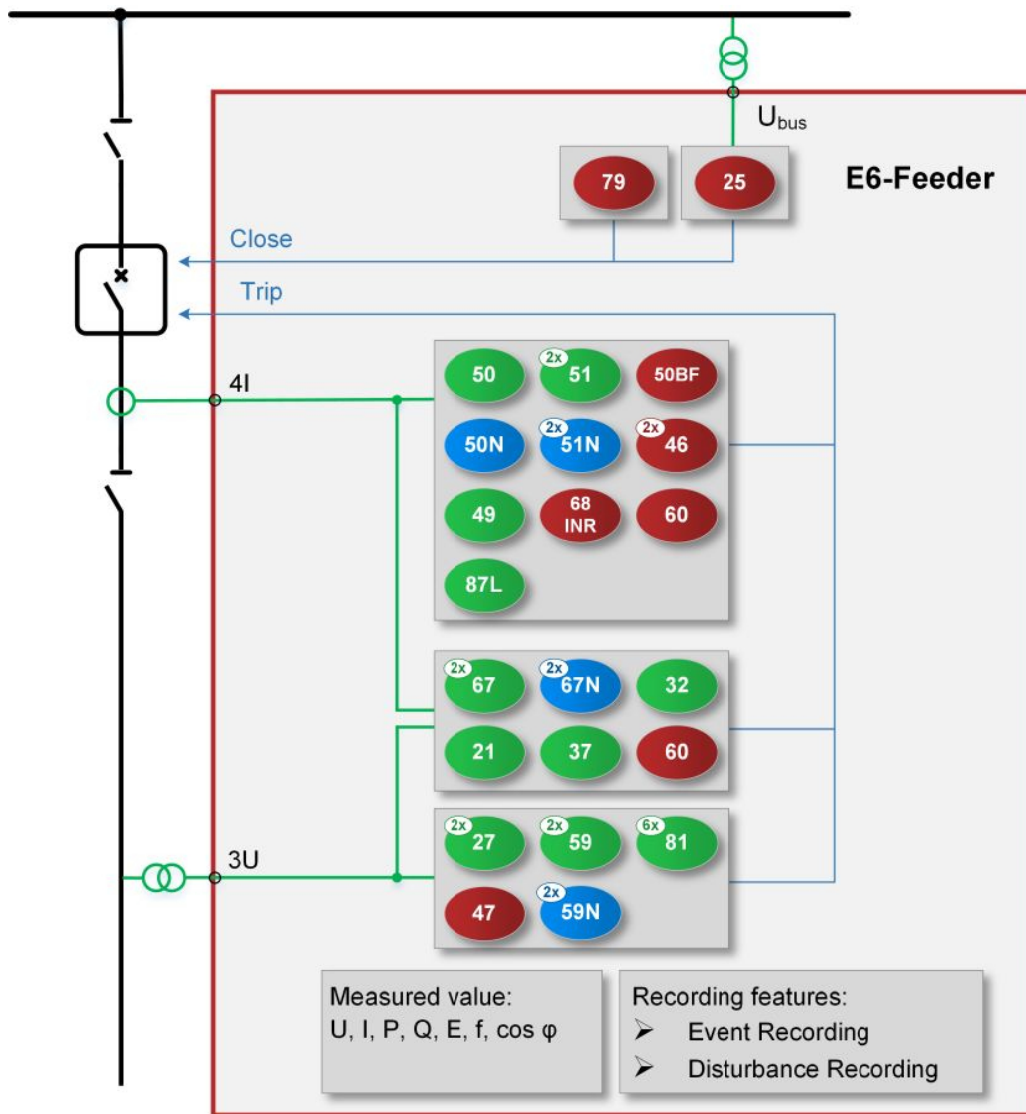 U bus
E6-Feeder
79
25
Close
Trip
4I
50
2x
51
50BF
50N
2x
51N
2x
46
49
68
INR
60
87L
2x
67
2x
67N
32
21
37
60
3U
2x
27
2x
59
6x
81
47
2x
59N
Measured value:
U, I, P, Q, E, f, cos φ
Recording features:
➢ Event Recording
➢ Disturbance Recording